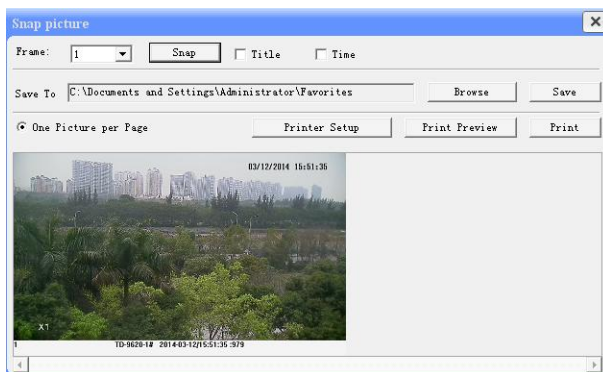 Snap picture
Frame: 1 Snap Title Time
Save To C:\Documents and Settings\Administrator\Favorites Browse Save
One Picture per Page Printer Setup Print Preview Print
03/12/2014 15:51:35
X1
1 TD-9620-1# 2014-03-12/15:51:35 :979